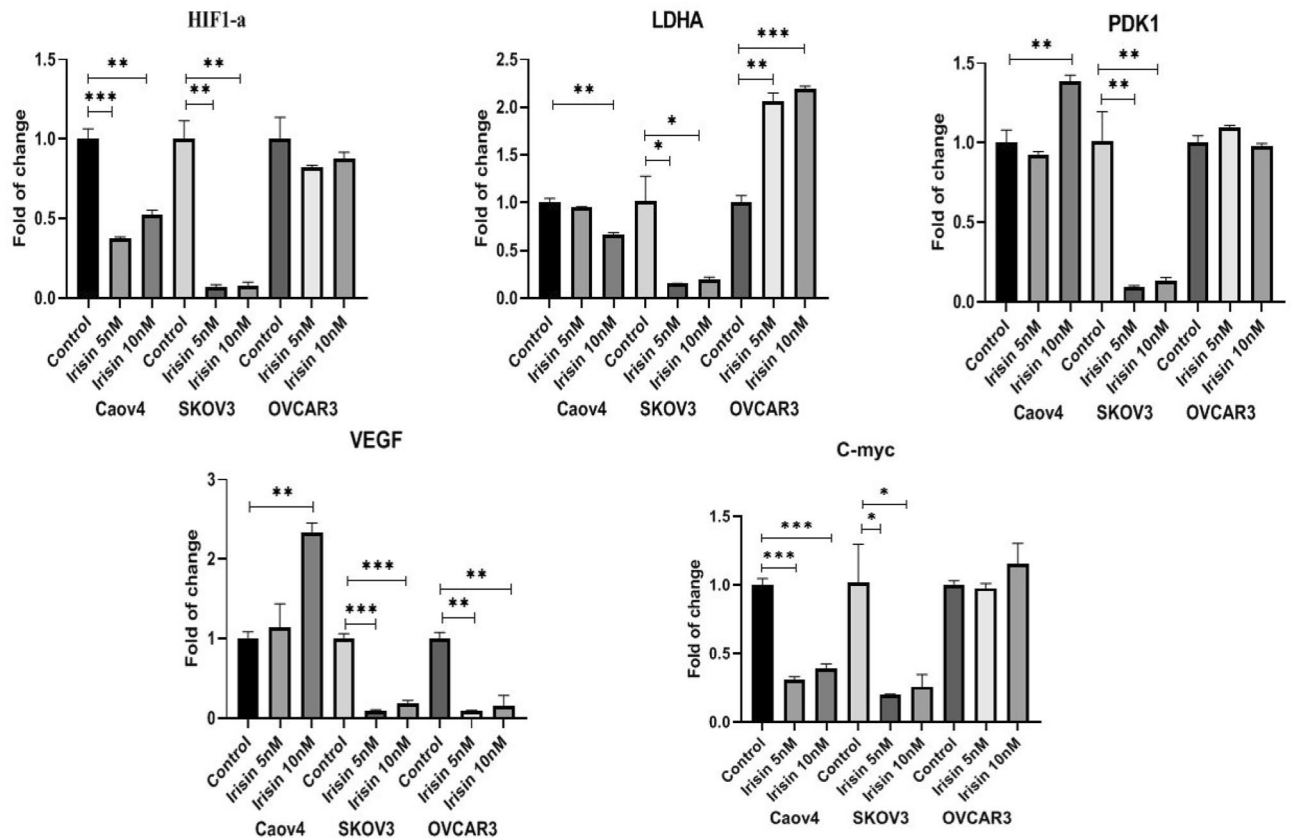 HIF1-a
Fold of change
1.5
1.0
0.5
0.0
**
***
**
**
Control
Irisin 5nM
Irisin 10nM
Control
Irisin 5nM
Irisin 10nM
Control
Irisin 5nM
Irisin 10nM
Caov4 SKOV3 OVCAR3
LDHA
Fold of change
2.5
2.0
1.5
1.0
0.5
0.0
**
*
*
***
**
Control
Irisin 5nM
Irisin 10nM
Control
Irisin 5nM
Irisin 10nM
Control
Irisin 5nM
Irisin 10nM
Caov4 SKOV3 OVCAR3
PDK1
Fold of change
1.5
1.0
0.5
0.0
**
**
**
Control
Irisin 5nM
Irisin 10nM
Control
Irisin 5nM
Irisin 10nM
Control
Irisin 5nM
Irisin 10nM
Caov4 SKOV3 OVCAR3
VEGF
Fold of change
3
2
1
0
**
***
***
**
**
Control
Irisin 5nM
Irisin 10nM
Control
Irisin 5nM
Irisin 10nM
Control
Irisin 5nM
Irisin 10nM
Caov4 SKOV3 OVCAR3
C-myc
Fold of change
1.5
1.0
0.5
0.0
***
***
*
*
Control
Irisin 5nM
Irisin 10nM
Control
Irisin 5nM
Irisin 10nM
Control
Irisin 5nM
Irisin 10nM
Caov4 SKOV3 OVCAR3